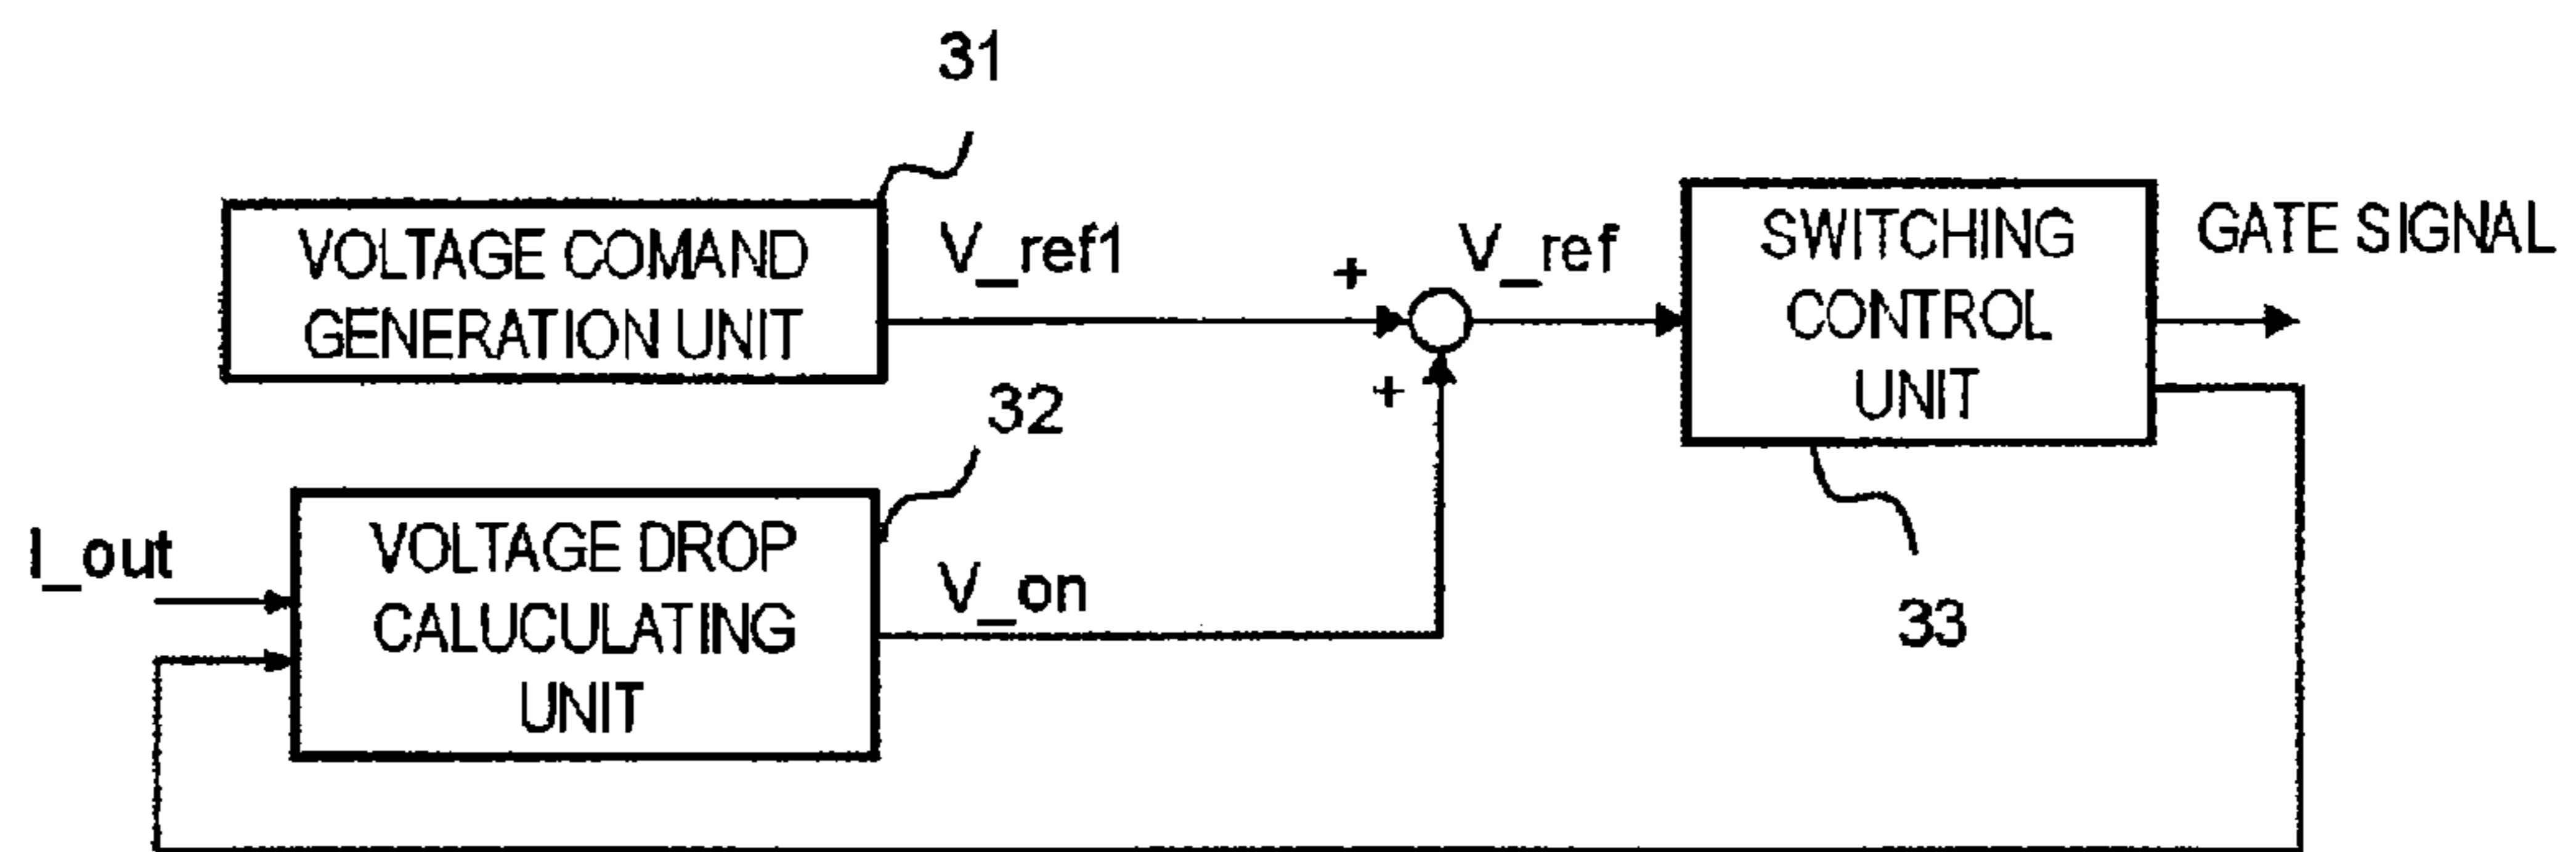 31
VOLTAGE COMAND
GENERATION UNIT
V_ref1
+
V_ref
SWITCHING
CONTROL
UNIT
GATE SIGNAL
+
32
I_out
VOLTAGE DROP
CALUCULATING
UNIT
V_on
33